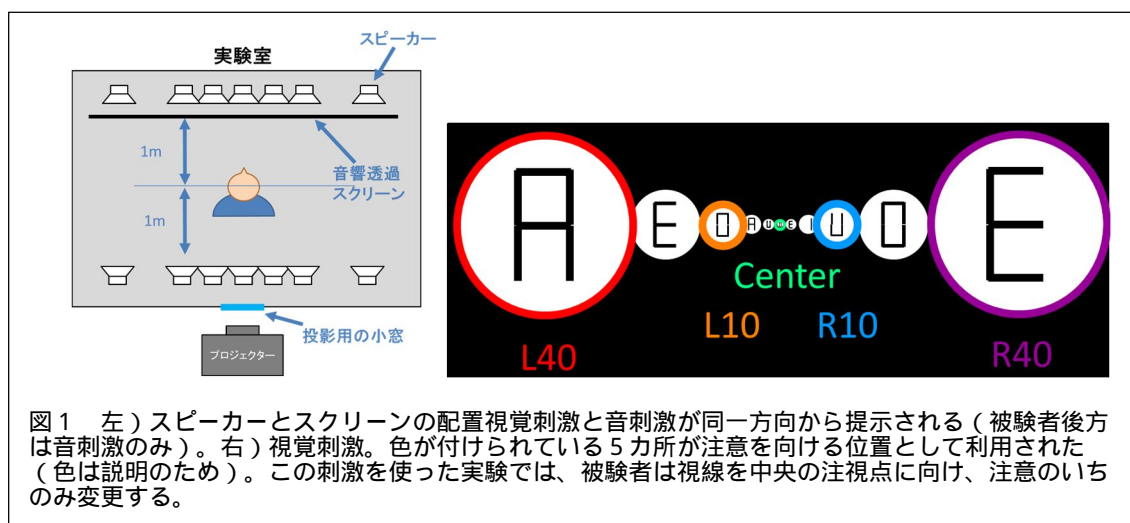 実験室
スピーカー
1m
1m
音響透過
スクリーン
投影用の小窓
プロジェクター
A E O A U E I U O E
Center
L10 R10
L40 R40
図1 左)スピーカーとスクリーンの配置視覚刺激と音刺激が同一方向から提示される(被験者後方
は音刺激のみ)。右)視覚刺激。色が付けられている5カ所が注意を向ける位置として利用された
(色は説明のため)。この刺激を使った実験では、被験者は視線を中央の注視点に向け、注意のいち
のみ変更する。